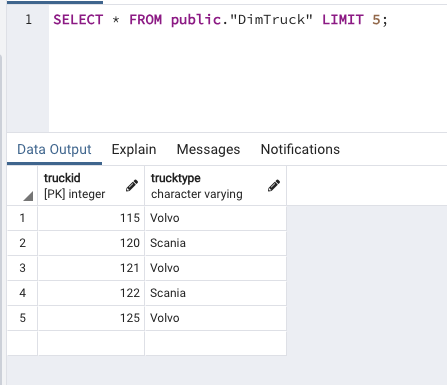 1 SELECT * FROM public."DimTruck" LIMIT 5;
Data Output Explain Messages Notifications
truckid trucktype
[PK] integer character varying
1 115 Volvo
2 120 Scania
3 121 Volvo
4 122 Scania
5 125 Volvo